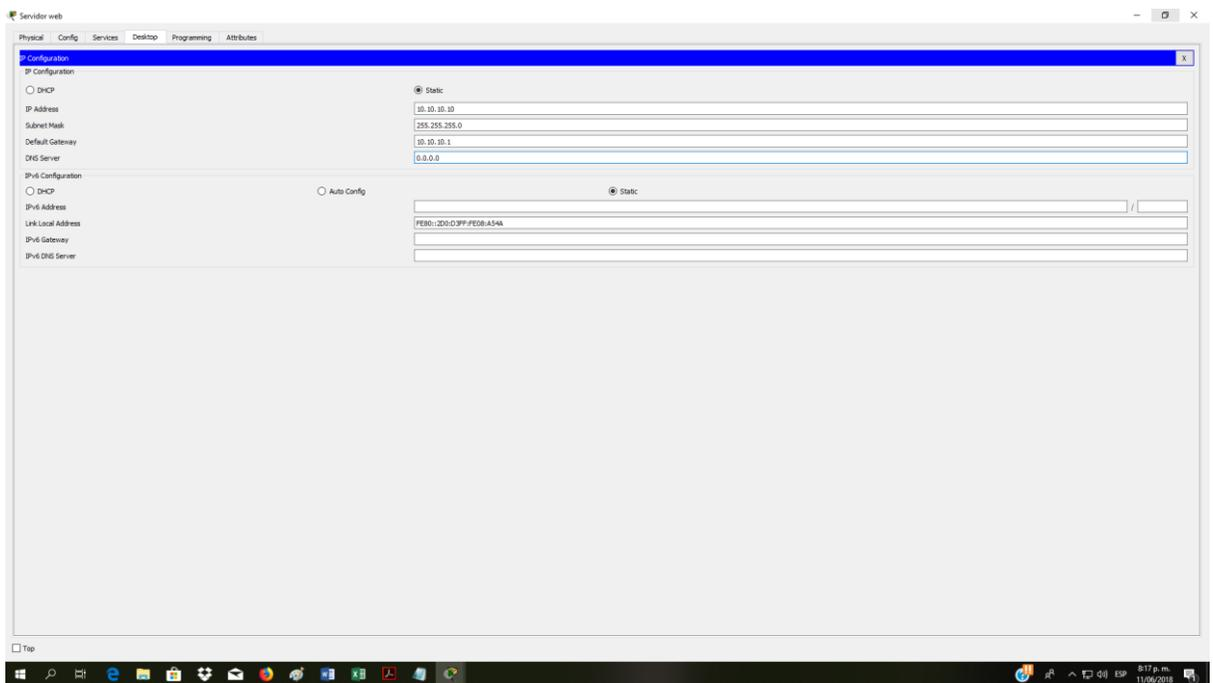 Servidor web
Physical Config Services Desktop Programming Attributes
IP Configuration X
IP Configuration
DHCP Static
IP Address 10.10.10.10
Subnet Mask 255.255.255.0
Default Gateway 10.10.10.1
DNS Server 0.0.0.0
IPv6 Configuration
DHCP Auto Config Static
IPv6 Address /
Link Local Address FE80::2D0:D3FF:FE08:A54A
IPv6 Gateway
IPv6 DNS Server
Top
ESP 8:17 p. m.
11/06/2018